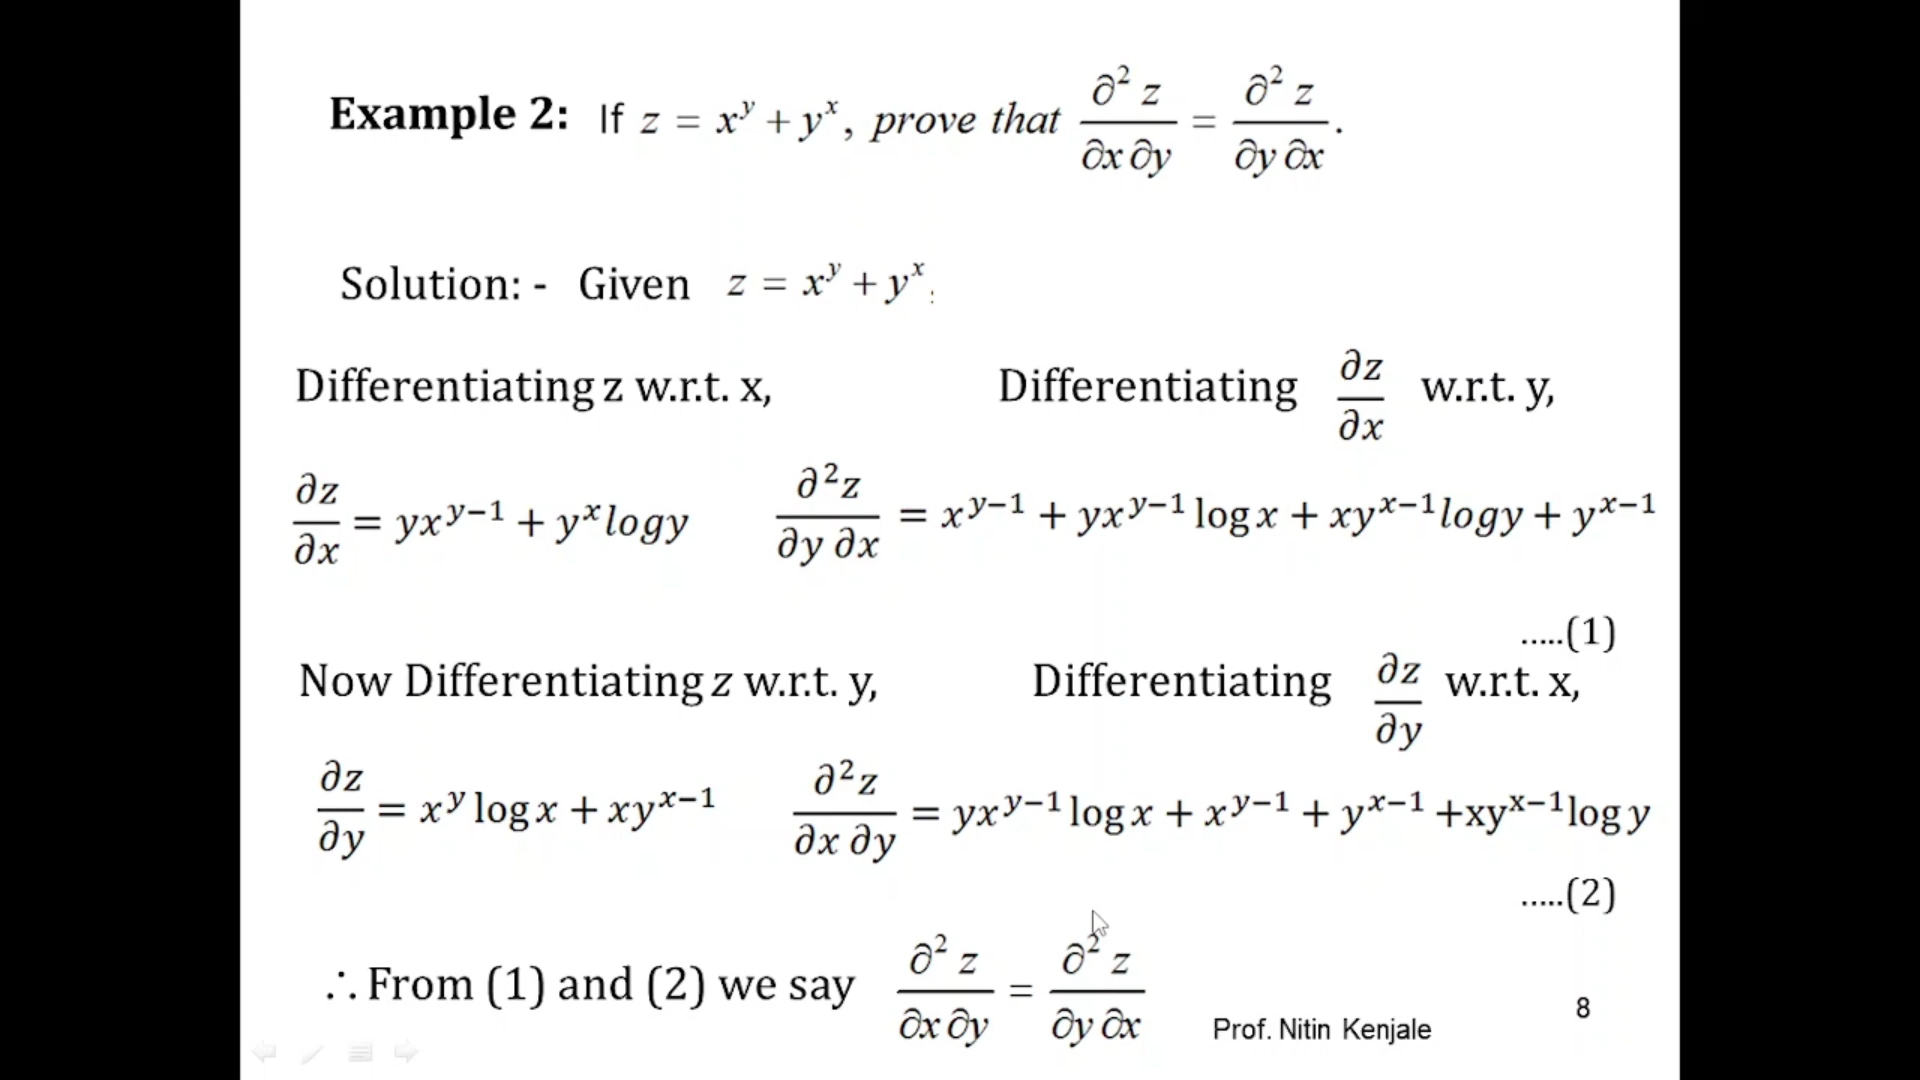 Example 2: If z = x^y + y^x, prove that ∂²z/∂x∂y = ∂²z/∂y∂x.
Solution: - Given z = x^y + y^x
Differentiating z w.r.t. x, Differentiating ∂z/∂x w.r.t. y,
∂z/∂x = yx^(y−1) + y^x logy ∂²z/∂y ∂x = x^(y−1) + yx^(y−1) log x + xy^(x−1) logy + y^(x−1)
.....(1)
Now Differentiating z w.r.t. y, Differentiating ∂z/∂y w.r.t. x,
∂z/∂y = x^y log x + xy^(x−1) ∂²z/∂x ∂y = yx^(y−1) log x + x^(y−1) + y^(x−1) +xy^(x−1) log y
.....(2)
∴ From (1) and (2) we say ∂²z/∂x∂y = ∂²z/∂y∂x
Prof. Nitin Kenjale 8